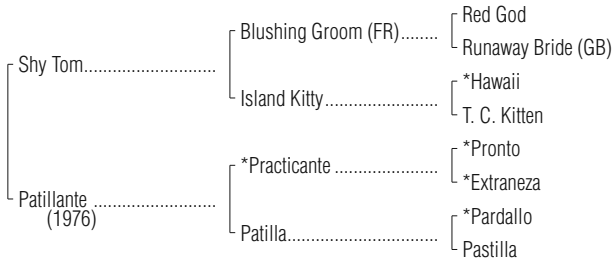 Red God
Blushing Groom (FR)........
Runaway Bride (GB)
Shy Tom...........................
*Hawaii
Island Kitty.......................
T. C. Kitten
*Pronto
*Practicante .....................
*Extraneza
Patillante .........................
(1976)
*Pardallo
Patilla..............................
Pastilla